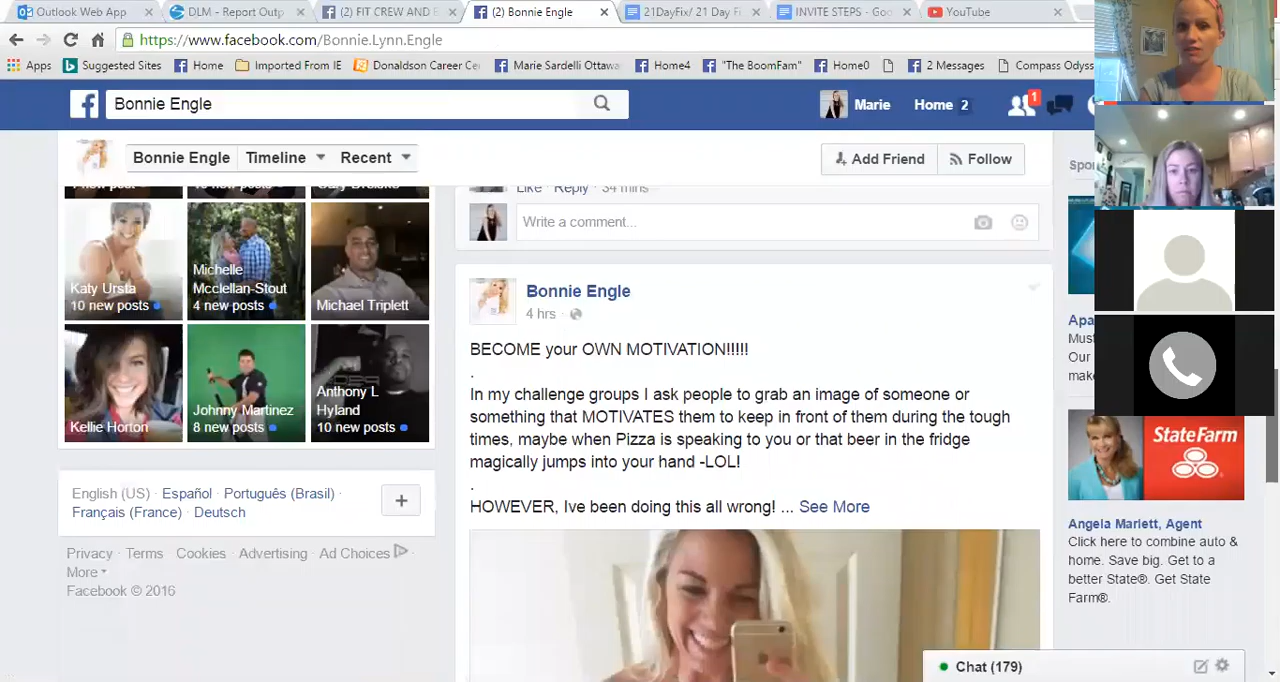 Outlook Web App
DLM - Report Outp
(2) FIT CREW AND E
(2) Bonnie Engle
21DayFix/ 21 Day Fi
INVITE STEPS - Goo
YouTube
https://www.facebook.com/Bonnie.Lynn.Engle
Apps
Suggested Sites
Home
Imported From IE
Donaldson Career Ce
Marie Sardelli Ottawa
Home4
"The BoomFam"
Home0
2 Messages
Compass Odyss
Bonnie Engle
Marie
Home 2
1
Bonnie Engle
Timeline
Recent
Add Friend
Follow
Spo
Like · Reply · 34 mins
Write a comment...
Katy Ursta
10 new posts
Michelle
Mcclellan-Stout
4 new posts
Michael Triplett
Kellie Horton
Johnny Martinez
8 new posts
Anthony L
Hyland
10 new posts
English (US) · Español · Português (Brasil) ·
Français (France) · Deutsch
Privacy · Terms · Cookies · Advertising · Ad Choices ·
More
Facebook © 2016
Bonnie Engle
4 hrs ·
BECOME your OWN MOTIVATION!!!!!
.
In my challenge groups I ask people to grab an image of someone or
something that MOTIVATES them to keep in front of them during the tough
times, maybe when Pizza is speaking to you or that beer in the fridge
magically jumps into your hand -LOL!
.
HOWEVER, Ive been doing this all wrong! ... See More
Apa
Must
Our
make
State Farm
Angela Marlett, Agent
Click here to combine auto &
home. Save big. Get to a
better State®. Get State
Farm®.
Chat (179)